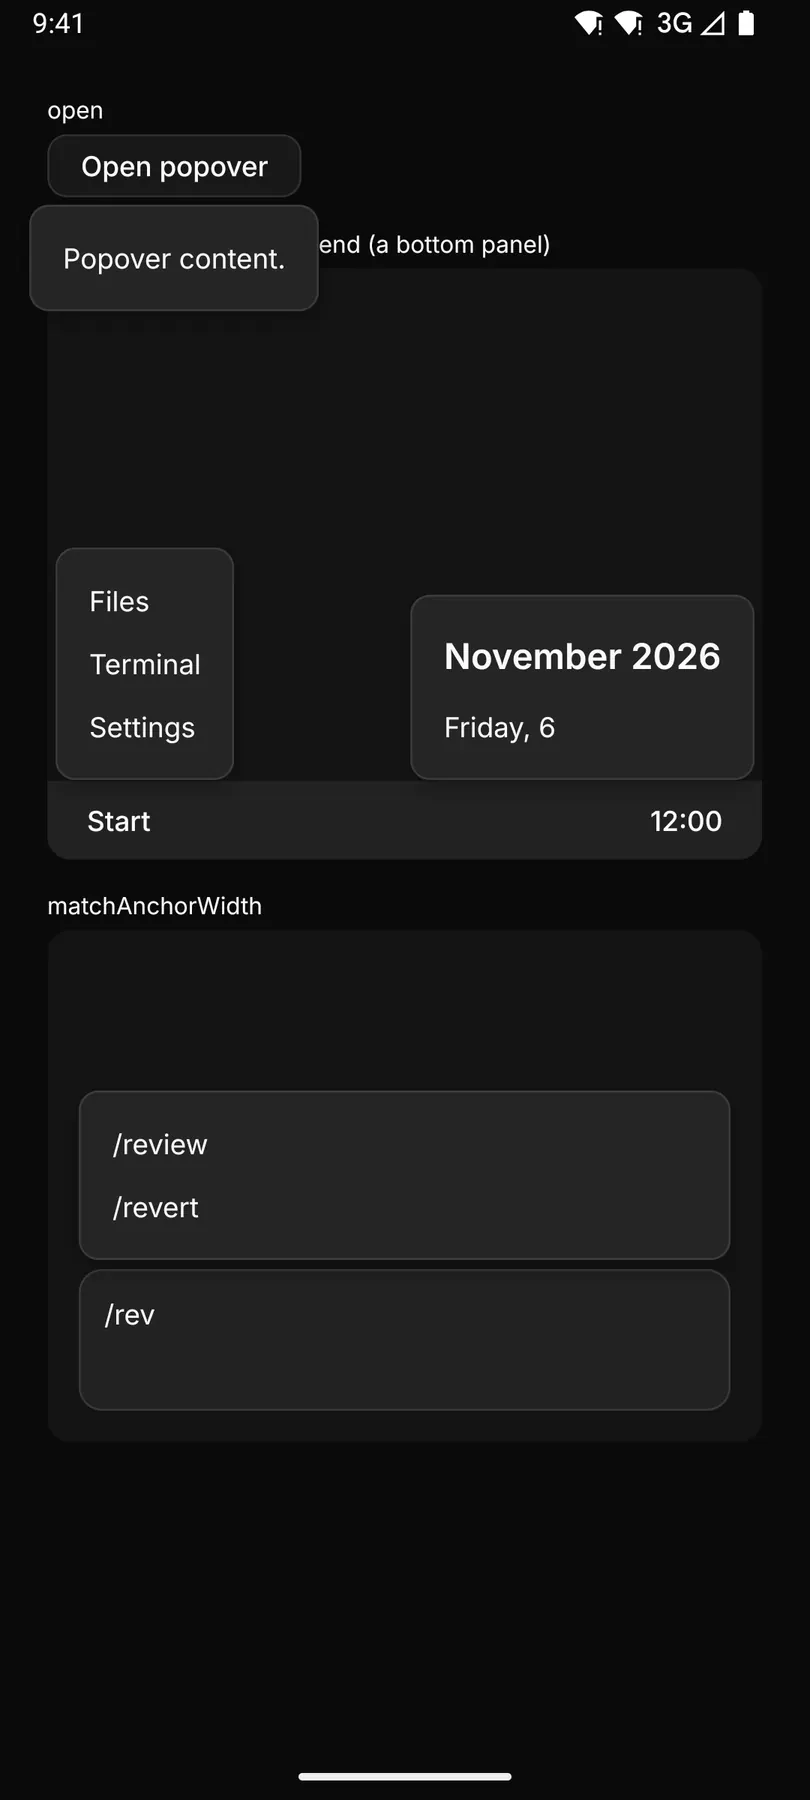 9:41
3G
open
Open popover
Popover content.
end (a bottom panel)
Files
Terminal
Settings
November 2026
Friday, 6
Start
12:00
matchAnchorWidth
/review
/revert
/rev